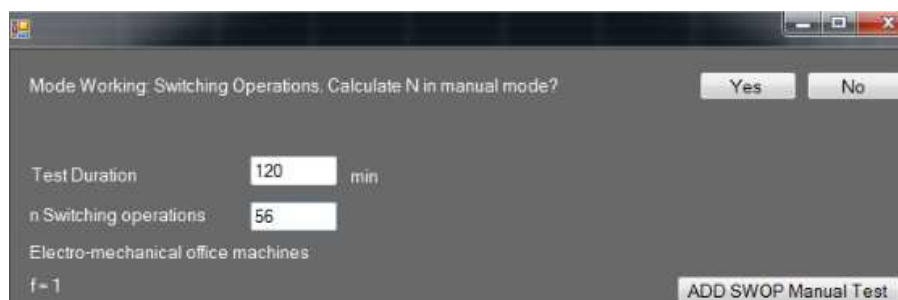 Mode Working: Switching Operations. Calculate N in manual mode? Yes No
Test Duration 120 min
n Switching operations 56
Electro-mechanical office machines
f = 1
ADD SWOP Manual Test